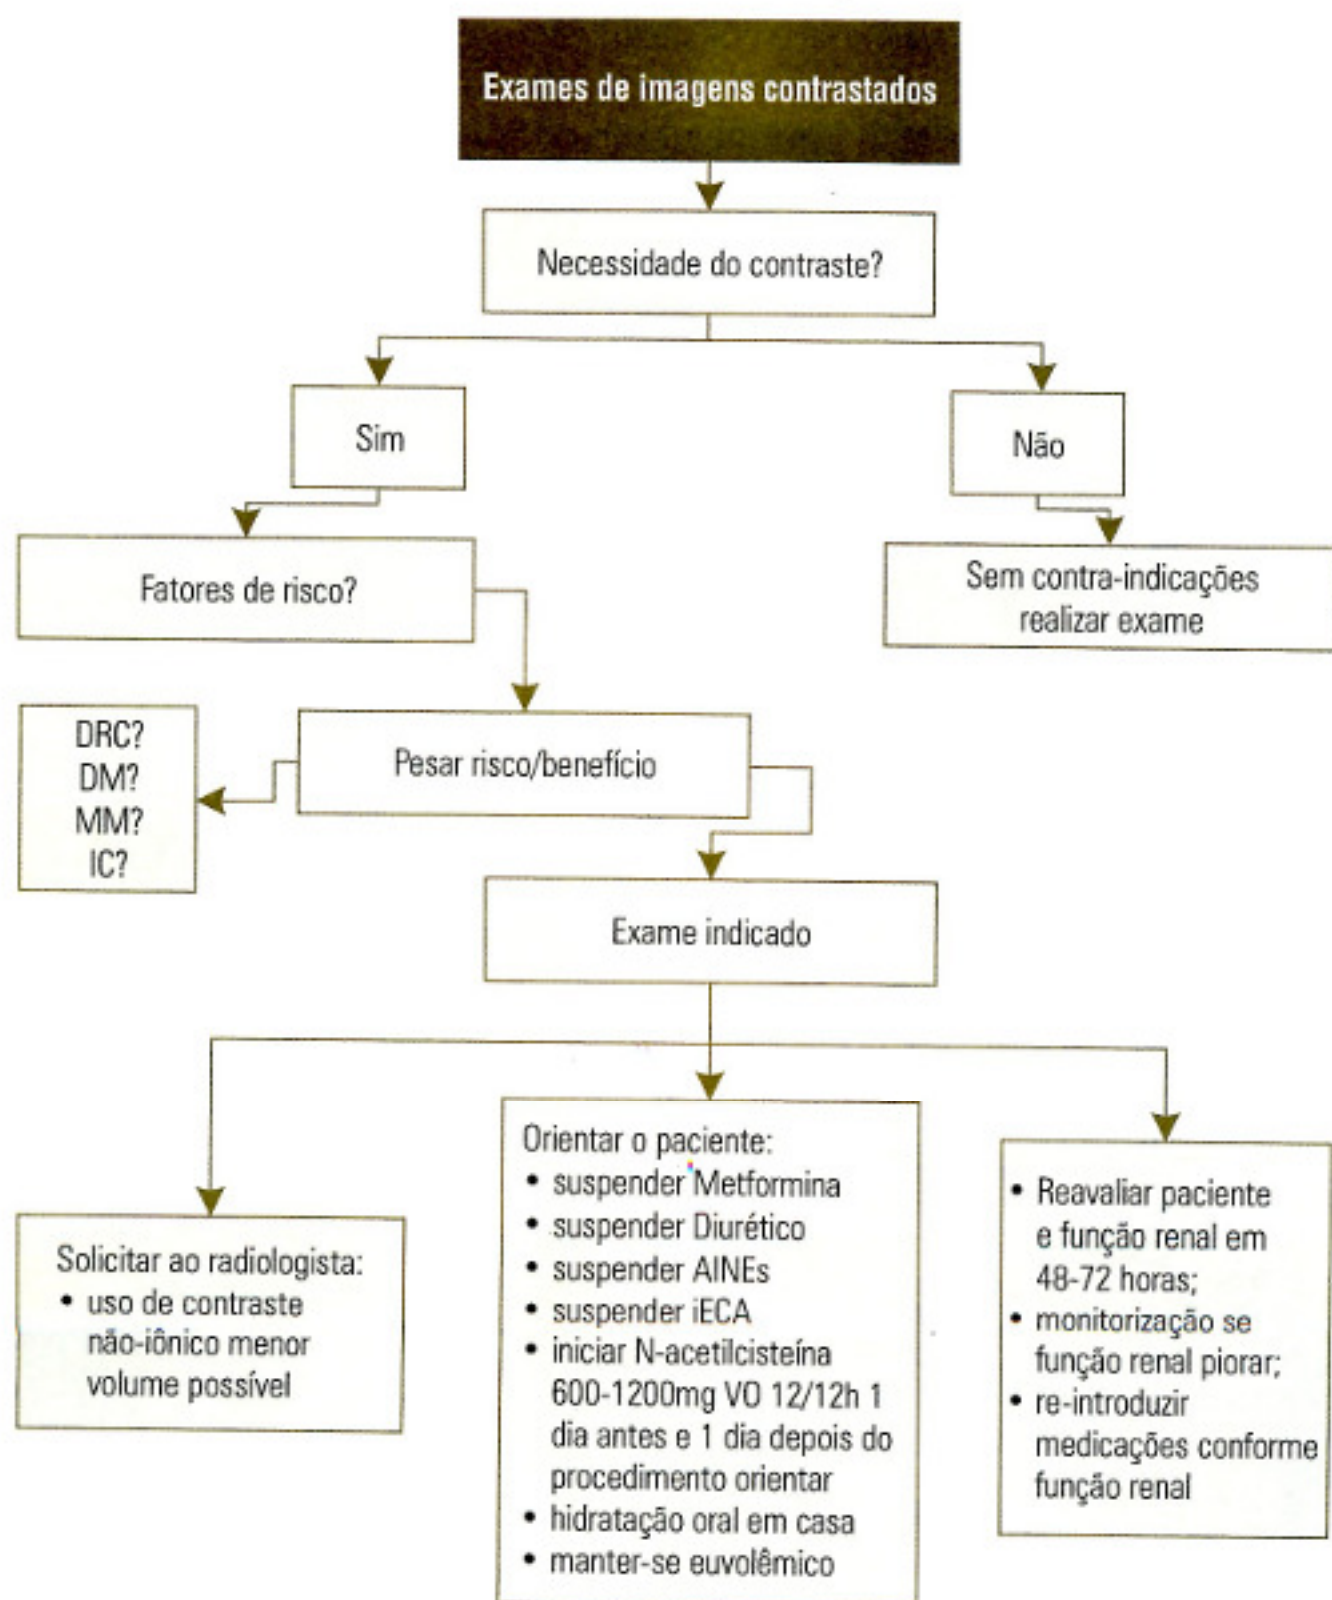 Exames de imagens contrastados
Necessidade do contraste?
Sim
Não
Fatores de risco?
Sem contra-indicações
realizar exame
DRC?
DM?
MM?
IC?
Pesar risco/benefício
Exame indicado
Solicitar ao radiologista:
• uso de contraste
não-iônico menor
volume possível
Orientar o paciente:
• suspender Metformina
• suspender Diurético
• suspender AINEs
• suspender iECA
• iniciar N-acetilcisteína
600-1200mg VO 12/12h 1
dia antes e 1 dia depois do
procedimento orientar
• hidratação oral em casa
• manter-se euvolêmico
• Reavaliar paciente
e função renal em
48-72 horas;
• monitorização se
função renal piorar;
• re-introduzir
medicações conforme
função renal